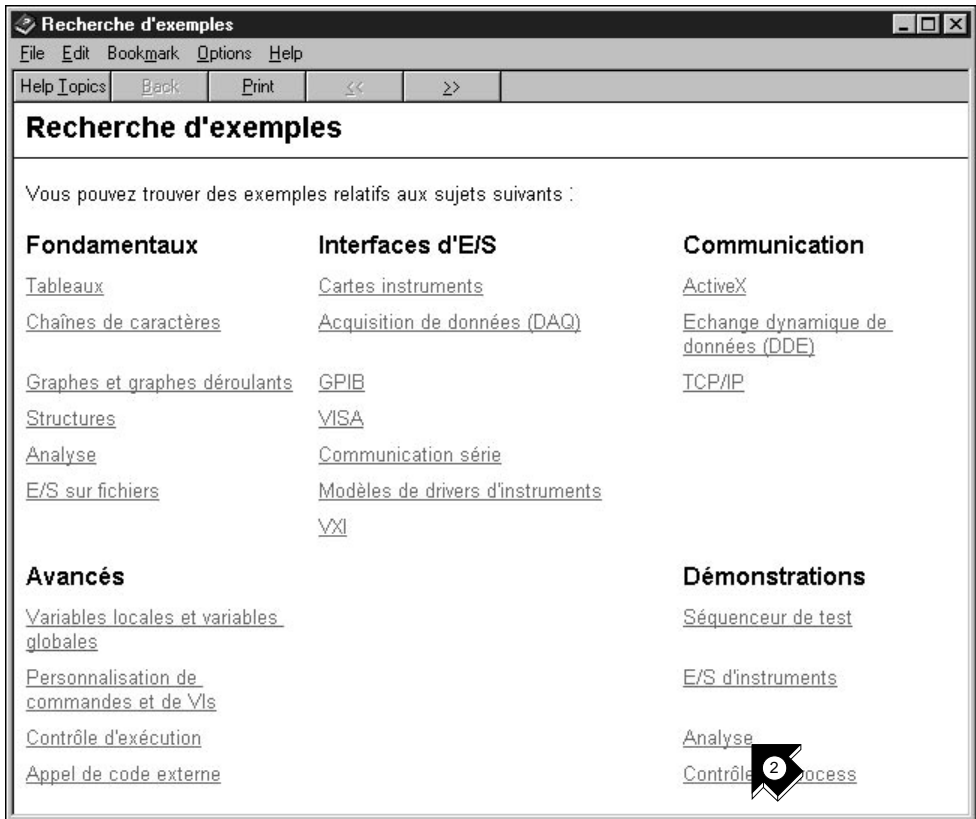 Recherche d'exemples
File Edit Bookmark Options Help
Help Topics Back Print << >>
Recherche d'exemples
Vous pouvez trouver des exemples relatifs aux sujets suivants :
Fondamentaux
Tableaux
Chaînes de caractères
Graphes et graphes déroulants
Structures
Analyse
E/S sur fichiers
Interfaces d'E/S
Cartes instruments
Acquisition de données (DAQ)
GPIB
VISA
Communication série
Modèles de drivers d'instruments
VXI
Communication
ActiveX
Echange dynamique de
données (DDE)
TCP/IP
Avancés
Variables locales et variables
globales
Personnalisation de
commandes et de VIs
Contrôle d'exécution
Appel de code externe
Démonstrations
Séquenceur de test
E/S d'instruments
Analyse
Contrôle
2